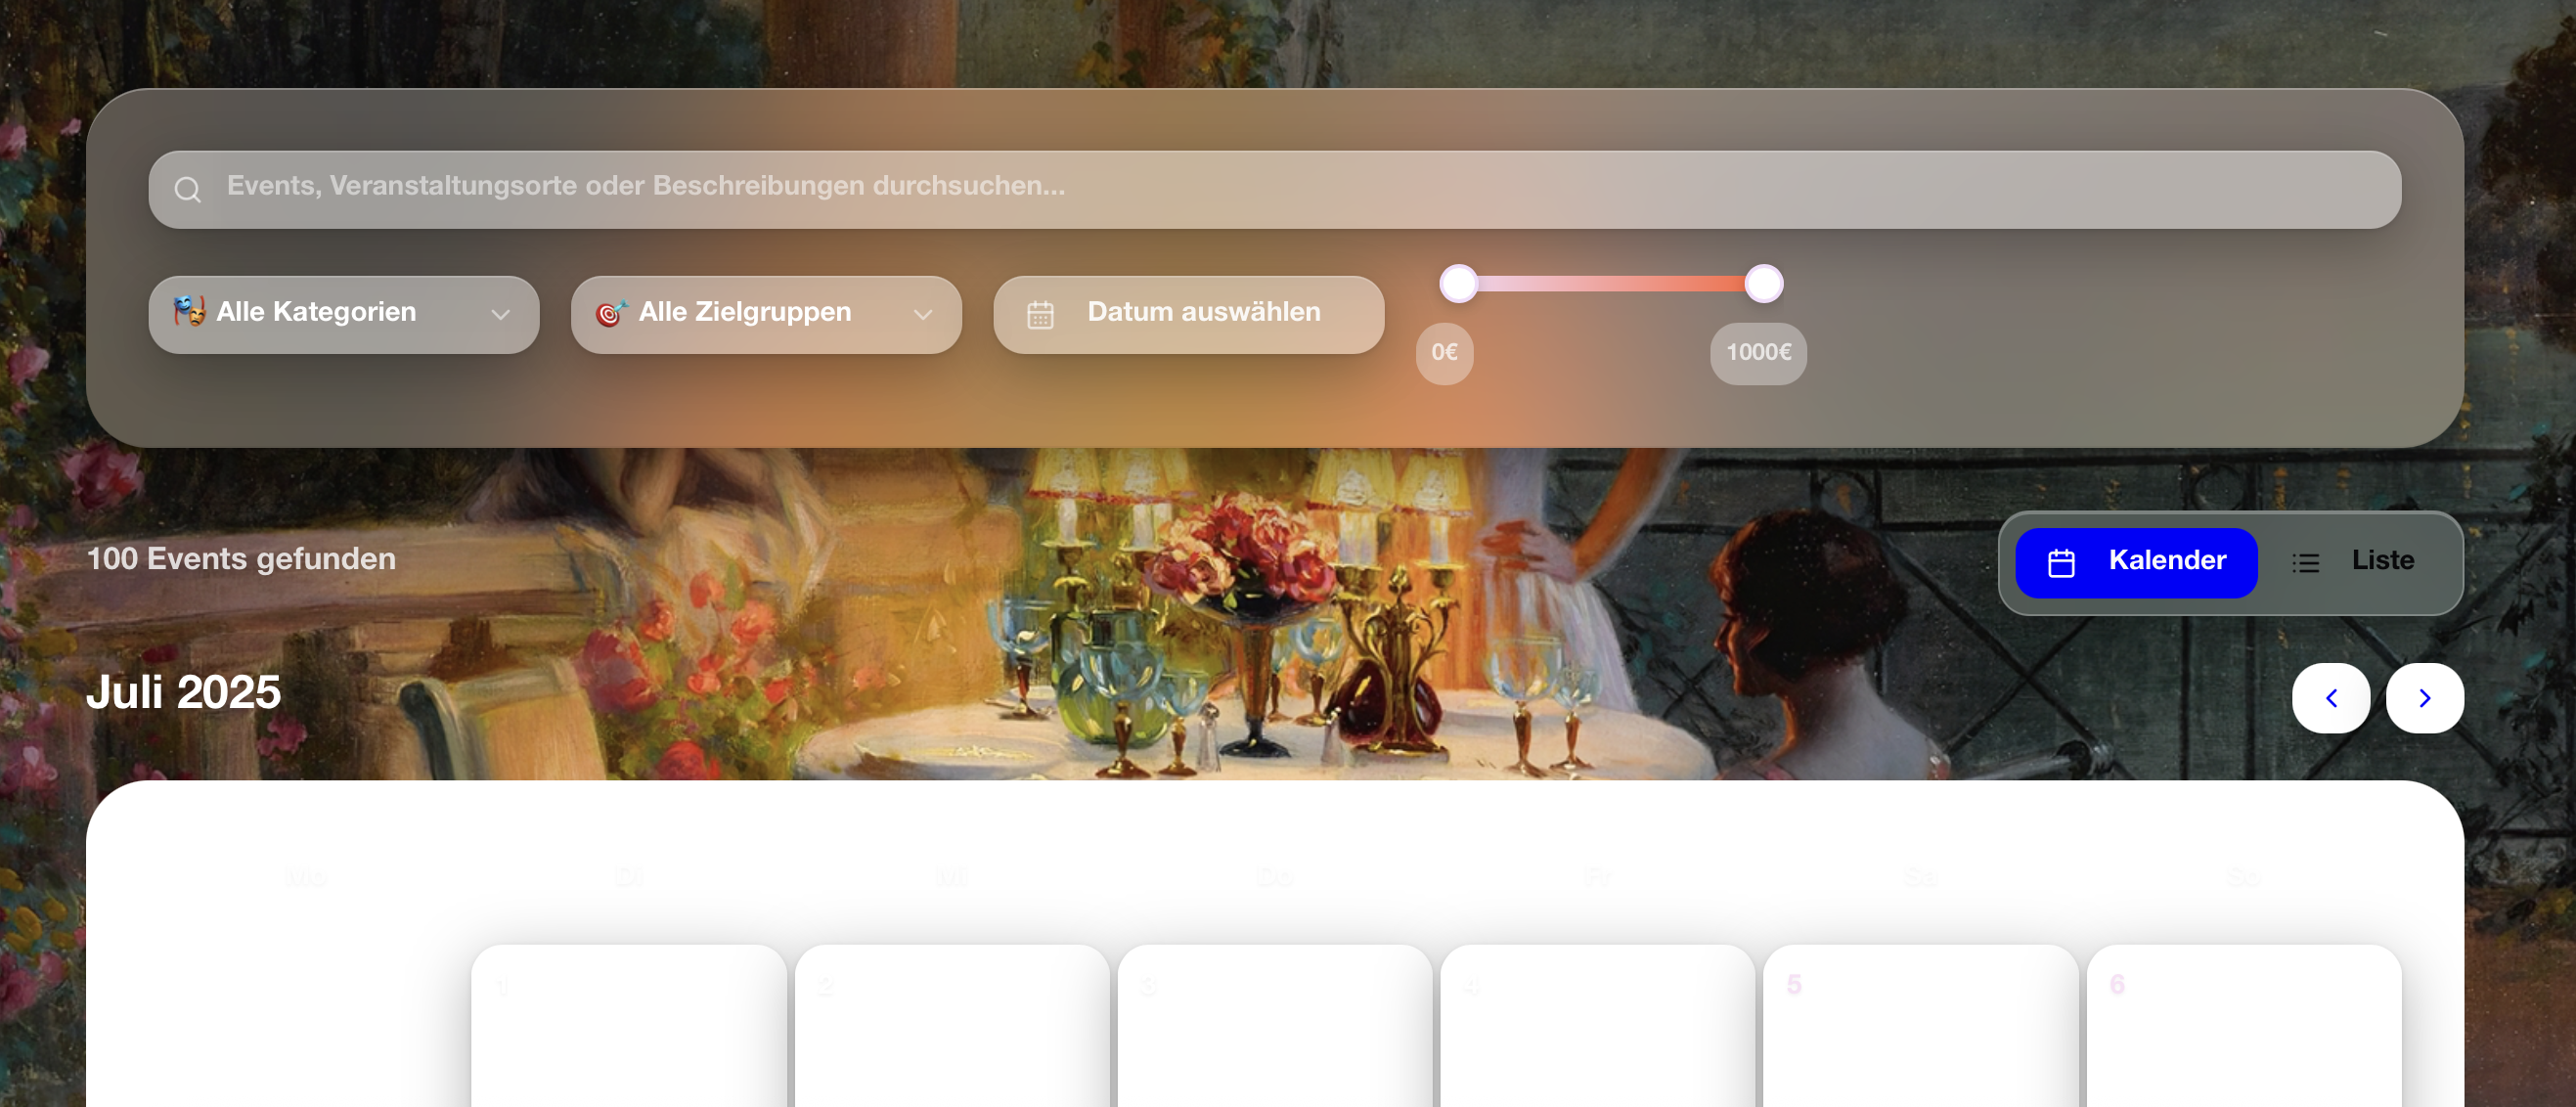 Events, Veranstaltungsorte oder Beschreibungen durchsuchen...
🎭 Alle Kategorien
🎯 Alle Zielgruppen
Datum auswählen
0€
1000€
100 Events gefunden
Kalender
Liste
Juli 2025
Mo Di Mi Do Fr Sa So
1 2 3 4 5 6